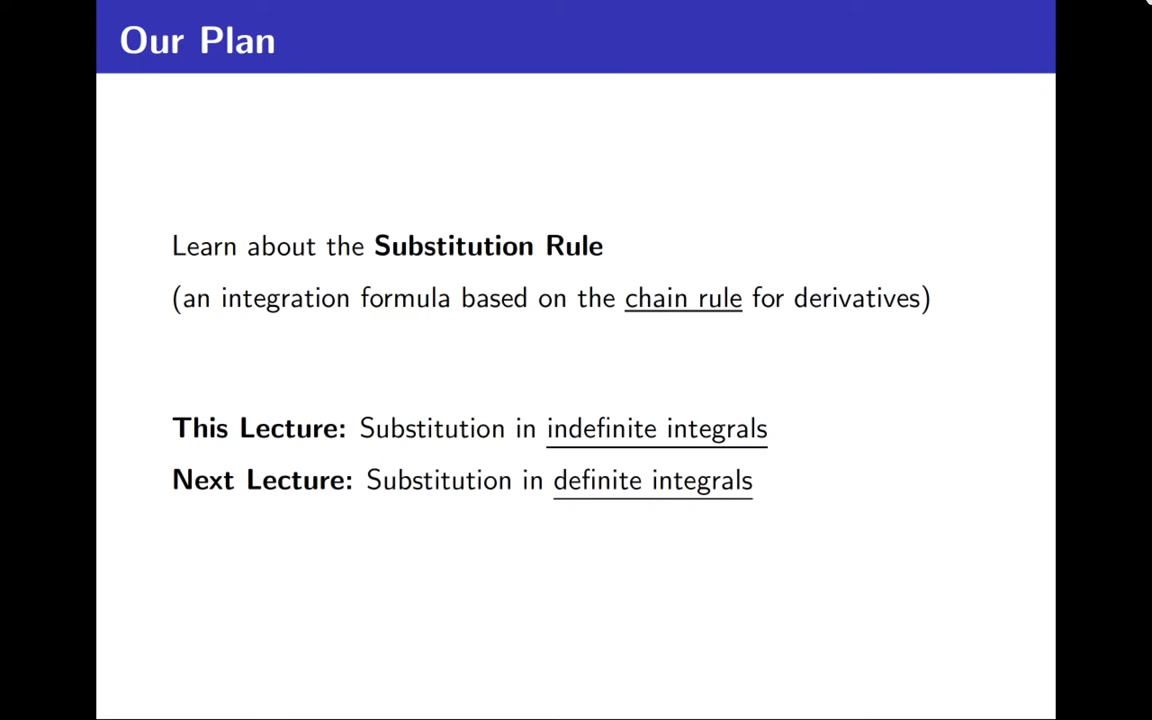 Our Plan
Learn about the Substitution Rule
(an integration formula based on the chain rule for derivatives)
This Lecture: Substitution in indefinite integrals
Next Lecture: Substitution in definite integrals